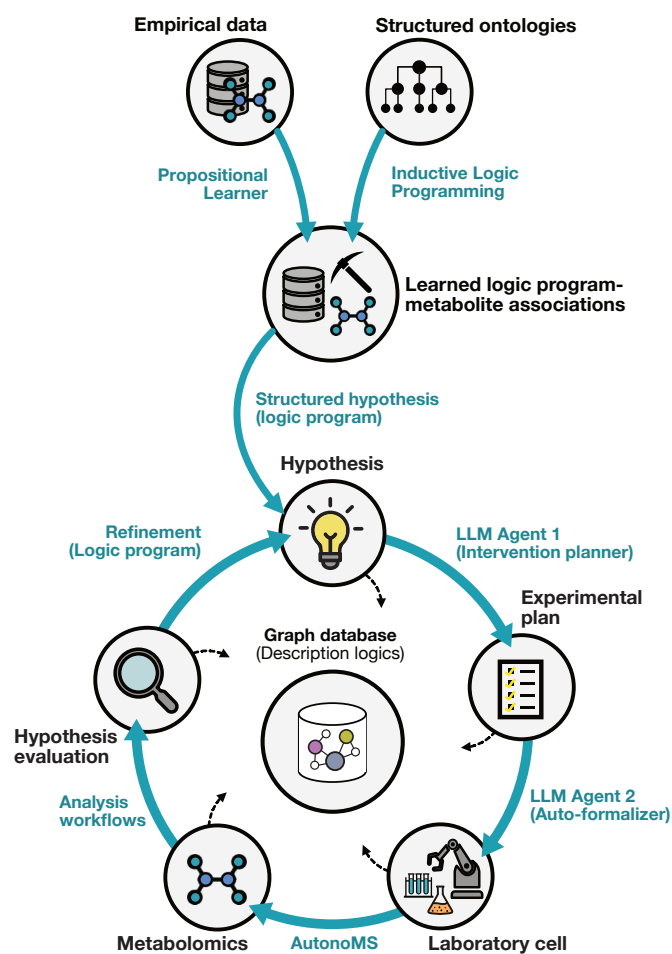 Empirical data
Structured ontologies
Propositional
Learner
Inductive Logic
Programming
Learned logic program-
metabolite associations
Structured hypothesis
(logic program)
Hypothesis
Refinement
(Logic program)
LLM Agent 1
(Intervention planner)
Experimental
plan
Graph database
(Description logics)
Hypothesis
evaluation
Analysis
workflows
LLM Agent 2
(Auto-formalizer)
Metabolomics
AutonoMS
Laboratory cell